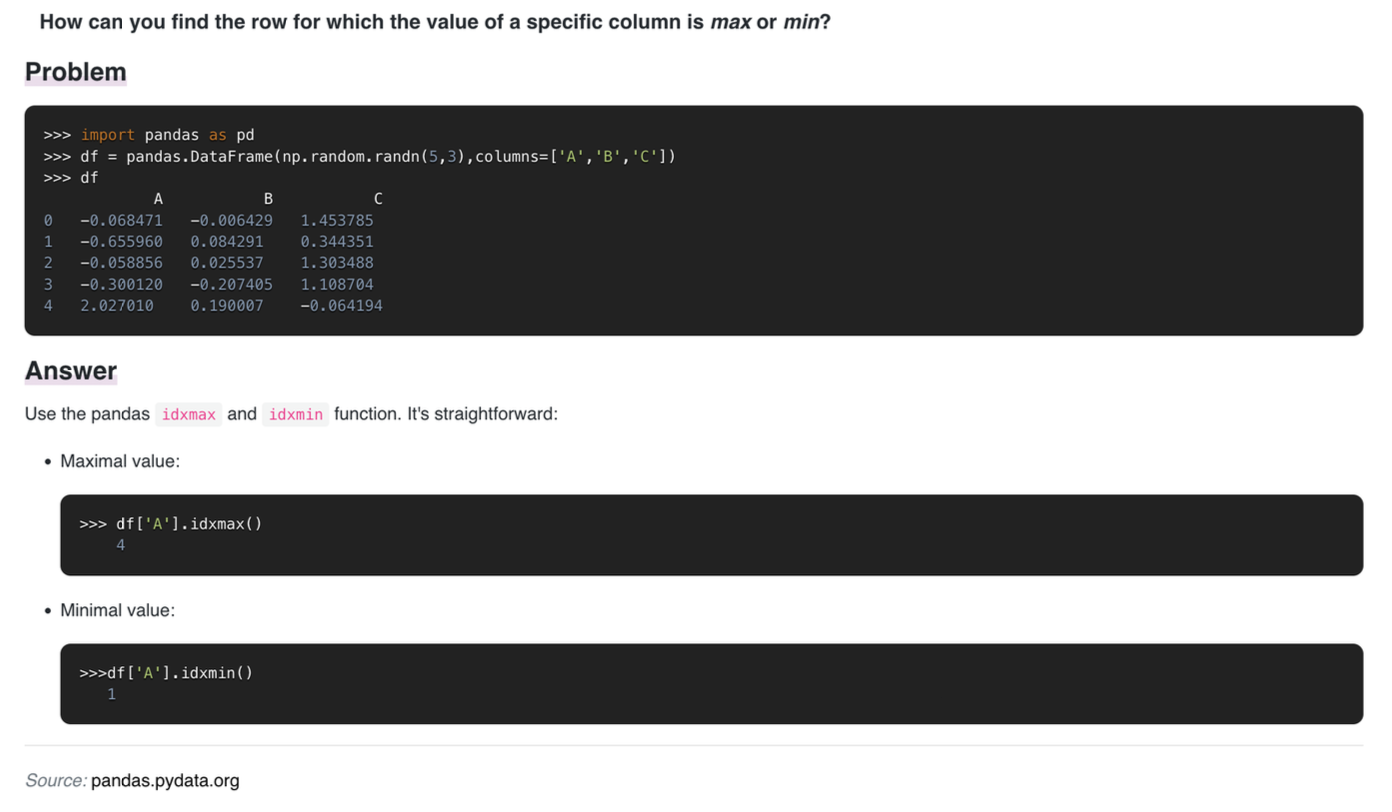 How can you find the row for which the value of a specific column is max or min?
Problem
>>> import pandas as pd
>>> df = pandas.DataFrame(np.random.randn(5,3),columns=['A','B','C'])
>>> df
            A           B           C
0   −0.068471   −0.006429   1.453785
1   −0.655960   0.084291    0.344351
2   −0.058856   0.025537    1.303488
3   −0.300120   −0.207405   1.108704
4   2.027010    0.190007    −0.064194
Answer
Use the pandas idxmax and idxmin function. It's straightforward:
• Maximal value:
>>> df['A'].idxmax()
    4
• Minimal value:
>>>df['A'].idxmin()
   1
Source: pandas.pydata.org